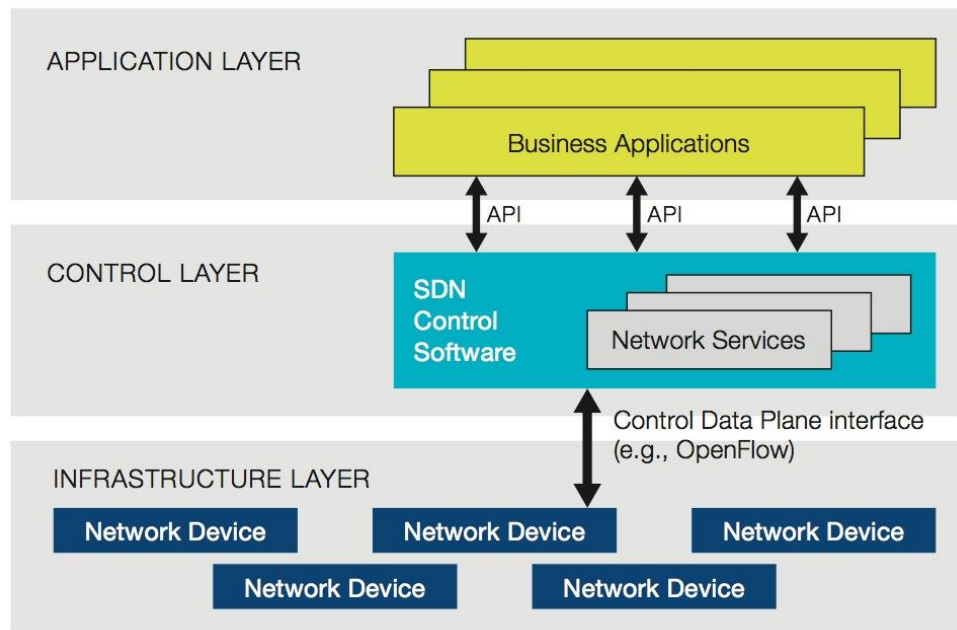 APPLICATION LAYER
Business Applications
API
API
API
CONTROL LAYER
SDN
Control
Software
Network Services
Control Data Plane interface
(e.g., OpenFlow)
INFRASTRUCTURE LAYER
Network Device
Network Device
Network Device
Network Device
Network Device